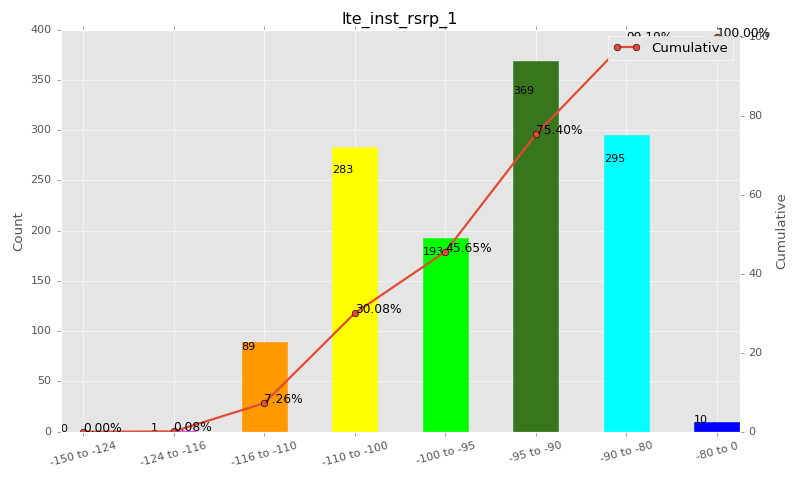 lte_inst_rsrp_1
400
350
300
250
200
150
100
50
0
Count
100
80
60
40
20
0
Cumulative
Cumulative
0
1
89
283
193
369
295
10
0.00%
0.08%
7.26%
30.08%
45.65%
75.40%
99.19%
100.00%
-150 to -124
-124 to -116
-116 to -110
-110 to -100
-100 to -95
-95 to -90
-90 to -80
-80 to 0